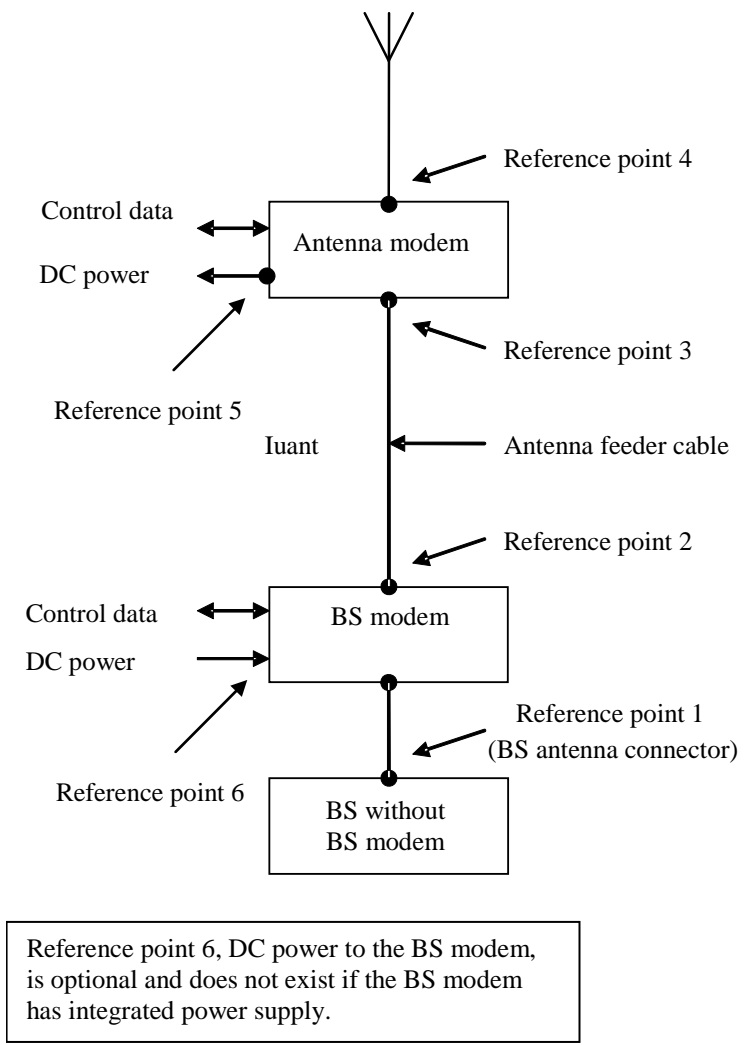 Reference point 4
Control data
Antenna modem
DC power
Reference point 3
Reference point 5
Iuant
Antenna feeder cable
Reference point 2
Control data
BS modem
DC power
Reference point 1
(BS antenna connector)
Reference point 6
BS without
BS modem
Reference point 6, DC power to the BS modem,
is optional and does not exist if the BS modem
has integrated power supply.